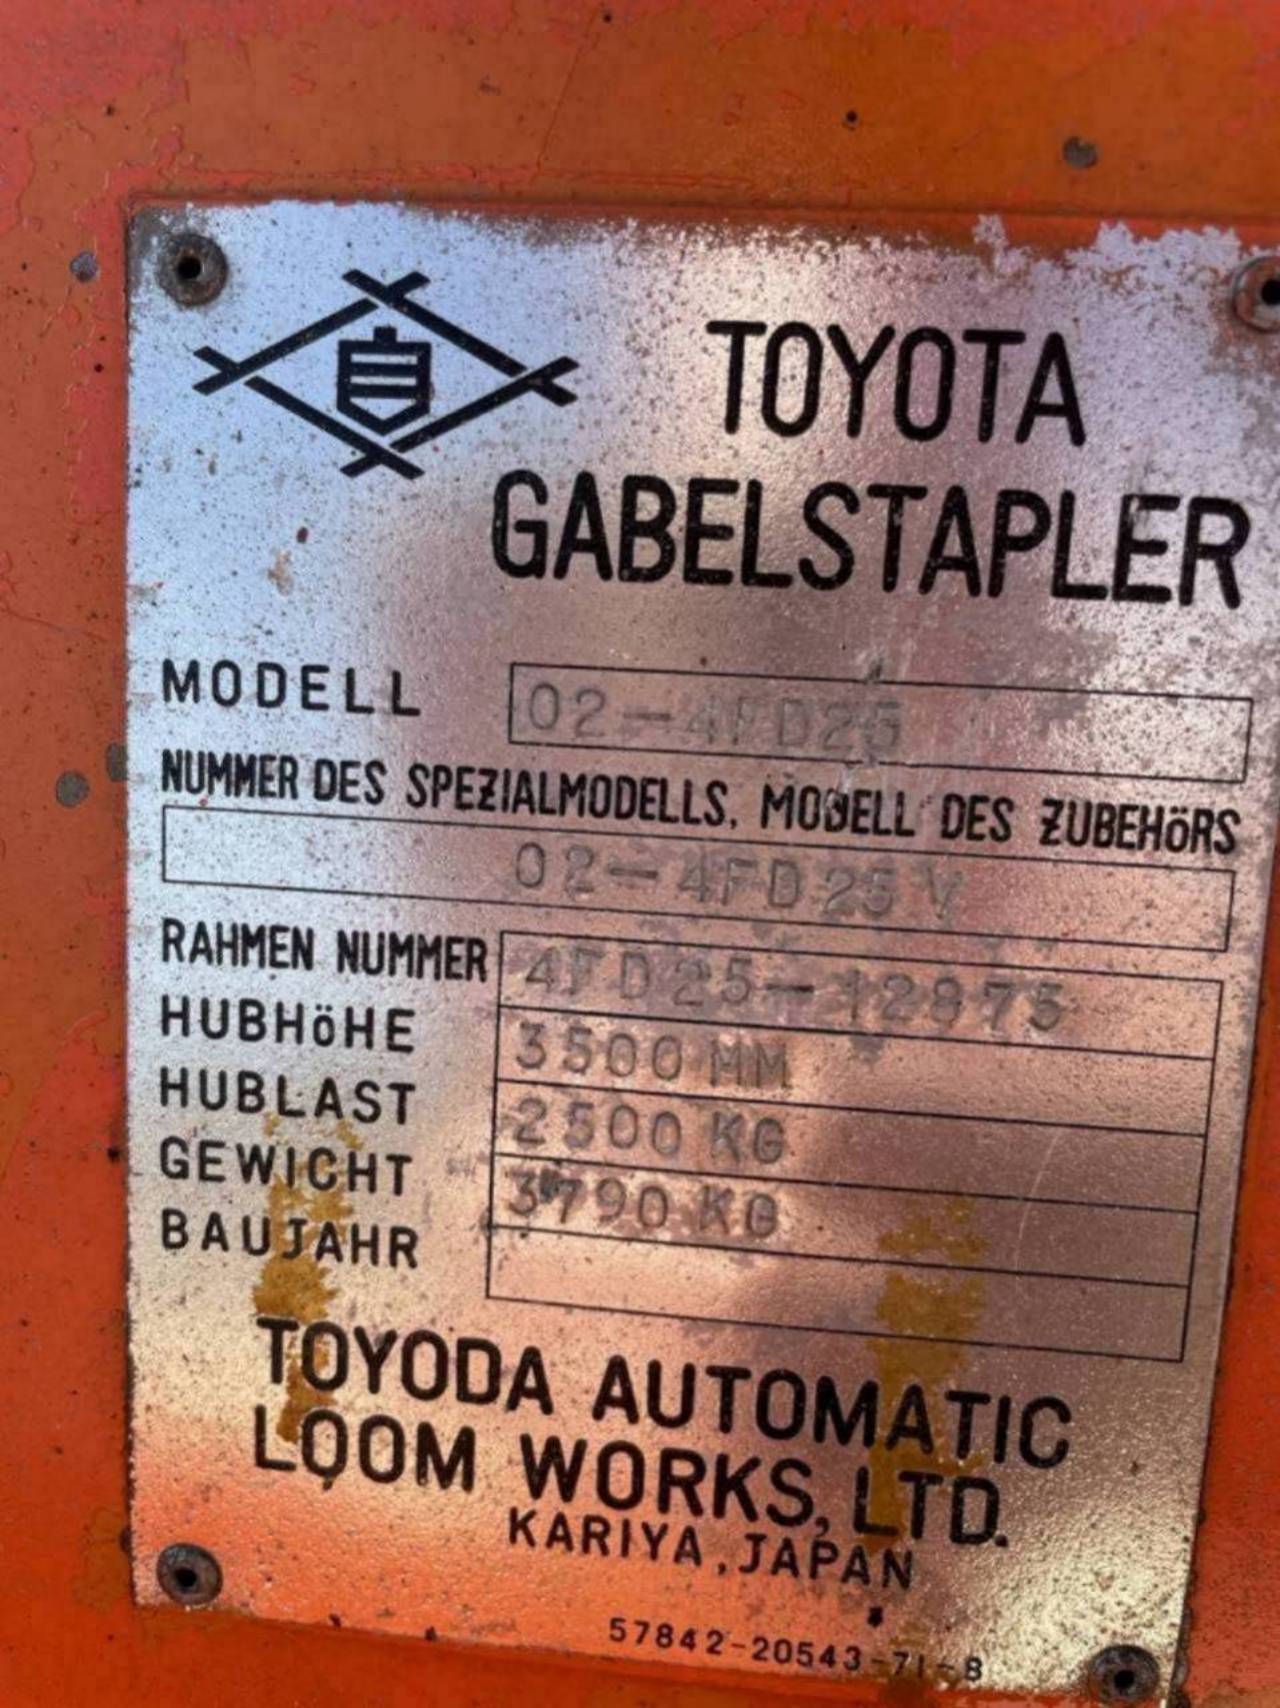 TOYOTA
GABELSTAPLER
MODELL 02-4FD25
NUMMER DES SPEZIALMODELLS, MODELL DES ZUBEHÖRS
02-4FD25V
RAHMEN NUMMER 4FD25-12875
HUBHÖHE 3500 MM
HUBLAST 2500 KG
GEWICHT 3790 KG
BAUJAHR
TOYODA AUTOMATIC
LOOM WORKS, LTD.
KARIYA, JAPAN
57842-20543-71-B